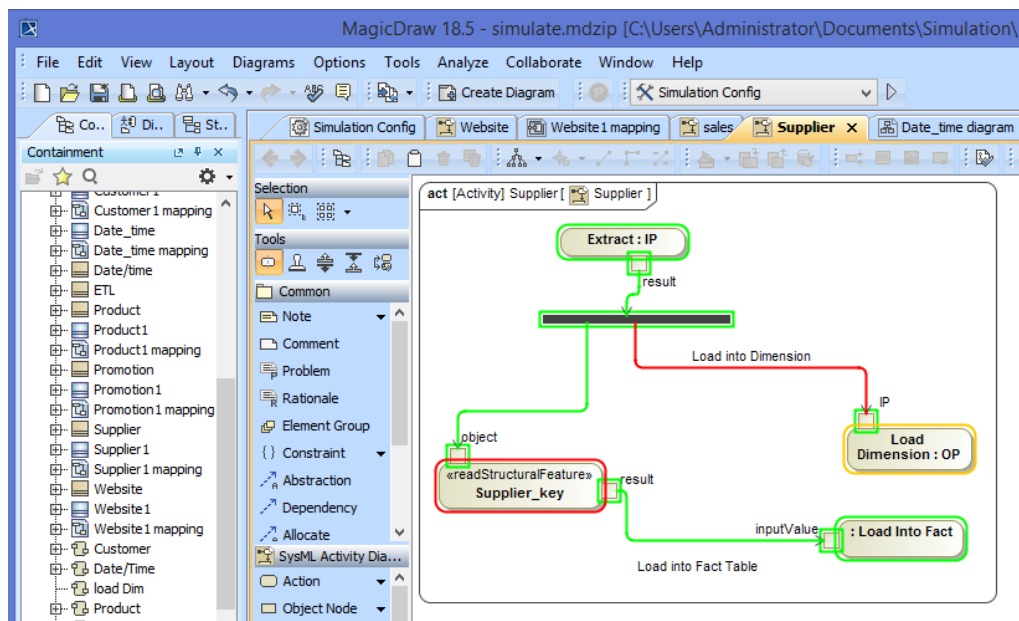 MagicDraw 18.5 - simulate.mdzip [C:\Users\Administrator\Documents\Simulation\
File Edit View Layout Diagrams Options Tools Analyze Collaborate Window Help
Create Diagram Simulation Config
Co.. Di.. St..
Simulation Config Website Website1 mapping sales Supplier Date_time diagram
Containment
Customer1
Customer1 mapping
Date_time
Date_time mapping
Date/time
ETL
Product
Product1
Product1 mapping
Promotion
Promotion1
Promotion1 mapping
Supplier
Supplier1
Supplier1 mapping
Website
Website1
Website1 mapping
Customer
Date/Time
load Dim
Product
Selection
Tools
Common
Note
Comment
Problem
Rationale
Element Group
{} Constraint
Abstraction
Dependency
Allocate
SysML Activity Dia...
Action
Object Node
act [Activity] Supplier [ Supplier ]
Extract : IP
result
Load into Dimension
IP
Load
Dimension : OP
object
«readStructuralFeature»
Supplier_key
result
inputValue
: Load Into Fact
Load into Fact Table